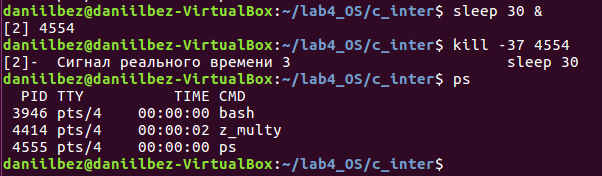 daniilbez@daniilbez-VirtualBox:~/lab4_OS/c_inter$ sleep 30 &
[2] 4554
daniilbez@daniilbez-VirtualBox:~/lab4_OS/c_inter$ kill -37 4554
[2]-  Сигнал реального времени 3                   sleep 30
daniilbez@daniilbez-VirtualBox:~/lab4_OS/c_inter$ ps
  PID TTY          TIME CMD
 3946 pts/4    00:00:00 bash
 4414 pts/4    00:00:02 z_multy
 4555 pts/4    00:00:00 ps
daniilbez@daniilbez-VirtualBox:~/lab4_OS/c_inter$